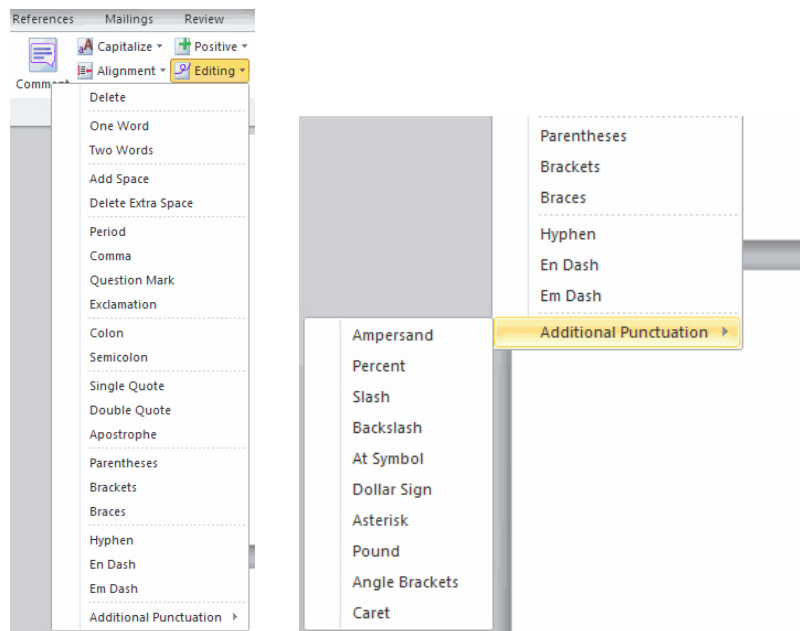 References Mailings Review
Capitalize Positive
Comment Alignment Editing
Delete
One Word
Two Words
Add Space
Delete Extra Space
Period
Comma
Question Mark
Exclamation
Colon
Semicolon
Single Quote
Double Quote
Apostrophe
Parentheses
Brackets
Braces
Hyphen
En Dash
Em Dash
Additional Punctuation
Parentheses
Brackets
Braces
Hyphen
En Dash
Em Dash
Additional Punctuation
Ampersand
Percent
Slash
Backslash
At Symbol
Dollar Sign
Asterisk
Pound
Angle Brackets
Caret